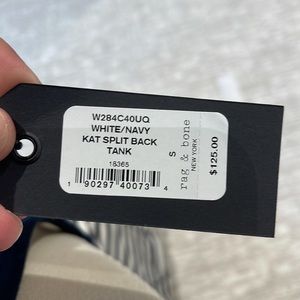 W284C40UQ
WHITE/NAVY
KAT SPLIT BACK
TANK
18365
1 90297 40073 4
S
rag & bone
NEW YORK
$125.00